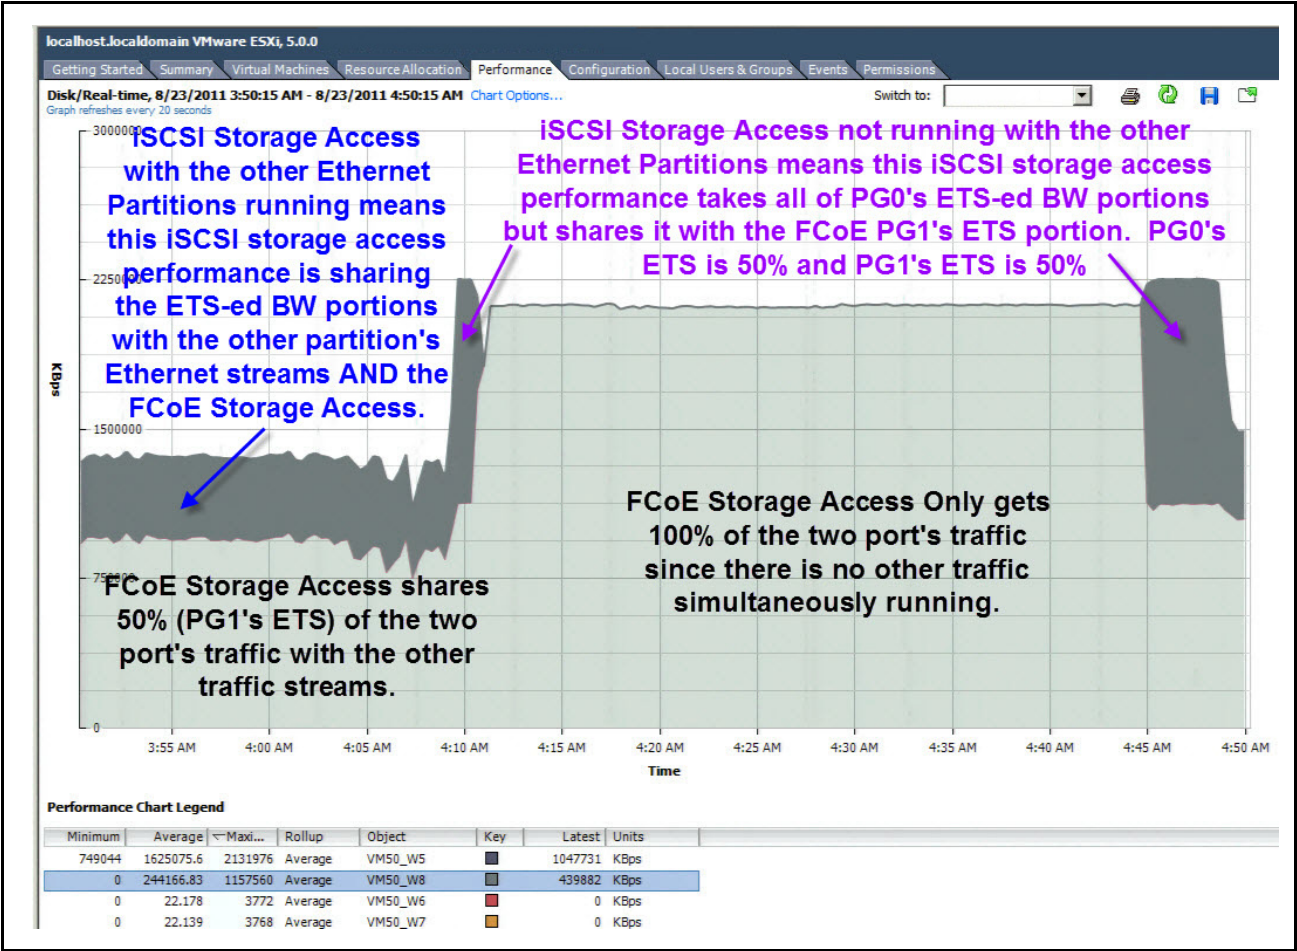 localhost.localdomain VMware ESXi, 5.0.0
Getting Started Summary Virtual Machines Resource Allocation Performance Configuration Local Users & Groups Events Permissions
Disk/Real-time, 8/23/2011 3:50:15 AM - 8/23/2011 4:50:15 AM Chart Options... Switch to:
Graph refreshes every 20 seconds
iSCSI Storage Access
with the other Ethernet
Partitions running means
this iSCSI storage access
performance is sharing
the ETS-ed BW portions
with the other partition's
Ethernet streams AND the
FCoE Storage Access.
iSCSI Storage Access not running with the other
Ethernet Partitions means this iSCSI storage access
performance takes all of PG0's ETS-ed BW portions
but shares it with the FCoE PG1's ETS portion. PG0's
ETS is 50% and PG1's ETS is 50%
3000000
2250000
1500000
750000
0
KBps
FCoE Storage Access shares
50% (PG1's ETS) of the two
port's traffic with the other
traffic streams.
FCoE Storage Access Only gets
100% of the two port's traffic
since there is no other traffic
simultaneously running.
3:55 AM 4:00 AM 4:05 AM 4:10 AM 4:15 AM 4:20 AM 4:25 AM 4:30 AM 4:35 AM 4:40 AM 4:45 AM 4:50 AM
Time
Performance Chart Legend
Minimum Average Maxi... Rollup Object Key Latest Units
749044 1625075.6 2131976 Average VM50_W5 1047731 KBps
0 244166.83 1157560 Average VM50_W8 439882 KBps
0 22.178 3772 Average VM50_W6 0 KBps
0 22.139 3768 Average VM50_W7 0 KBps